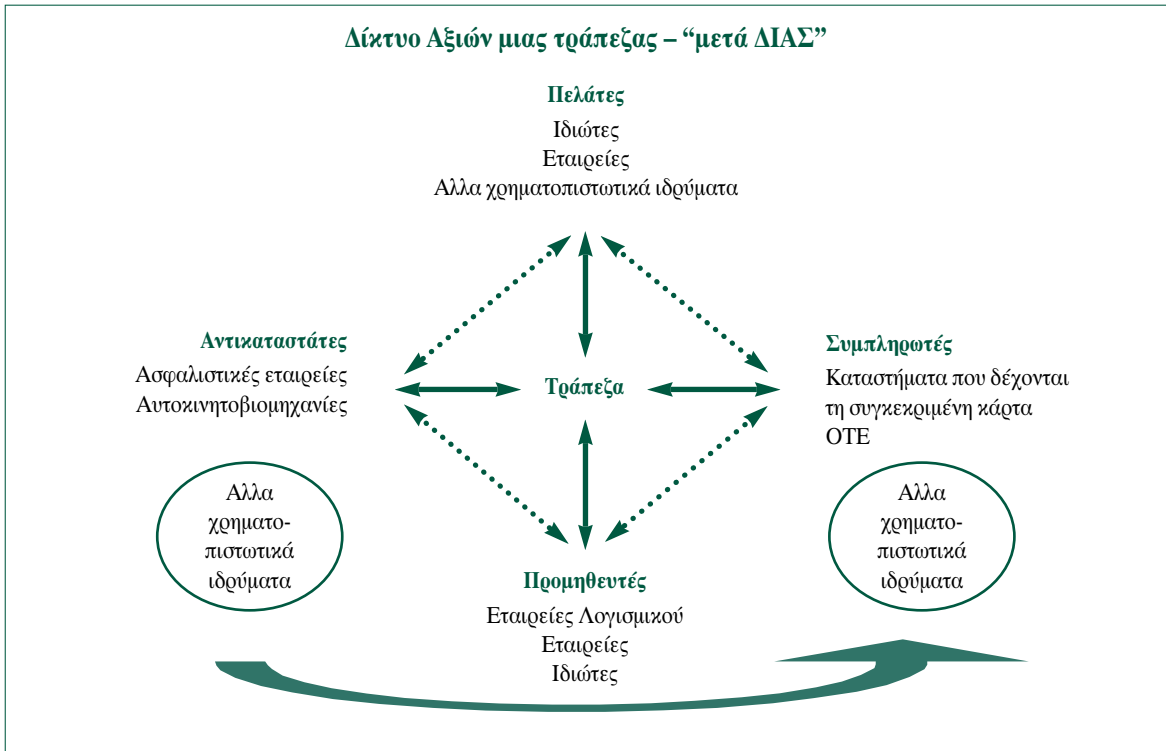 Δίκτυο Αξιών μιας τράπεζας – “μετά ΔΙΑΣ”
Πελάτες
Ιδιώτες
Εταιρείες
Αλλα χρηματοπιστωτικά ιδρύματα
Αντικαταστάτες
Ασφαλιστικές εταιρείες
Αυτοκινητοβιομηχανίες
Τράπεζα
Συμπληρωτές
Καταστήματα που δέχονται
τη συγκεκριμένη κάρτα
ΟΤΕ
Αλλα
χρηματο-
πιστωτικά
ιδρύματα
Προμηθευτές
Εταιρείες Λογισμικού
Εταιρείες
Ιδιώτες
Αλλα
χρηματο-
πιστωτικά
ιδρύματα